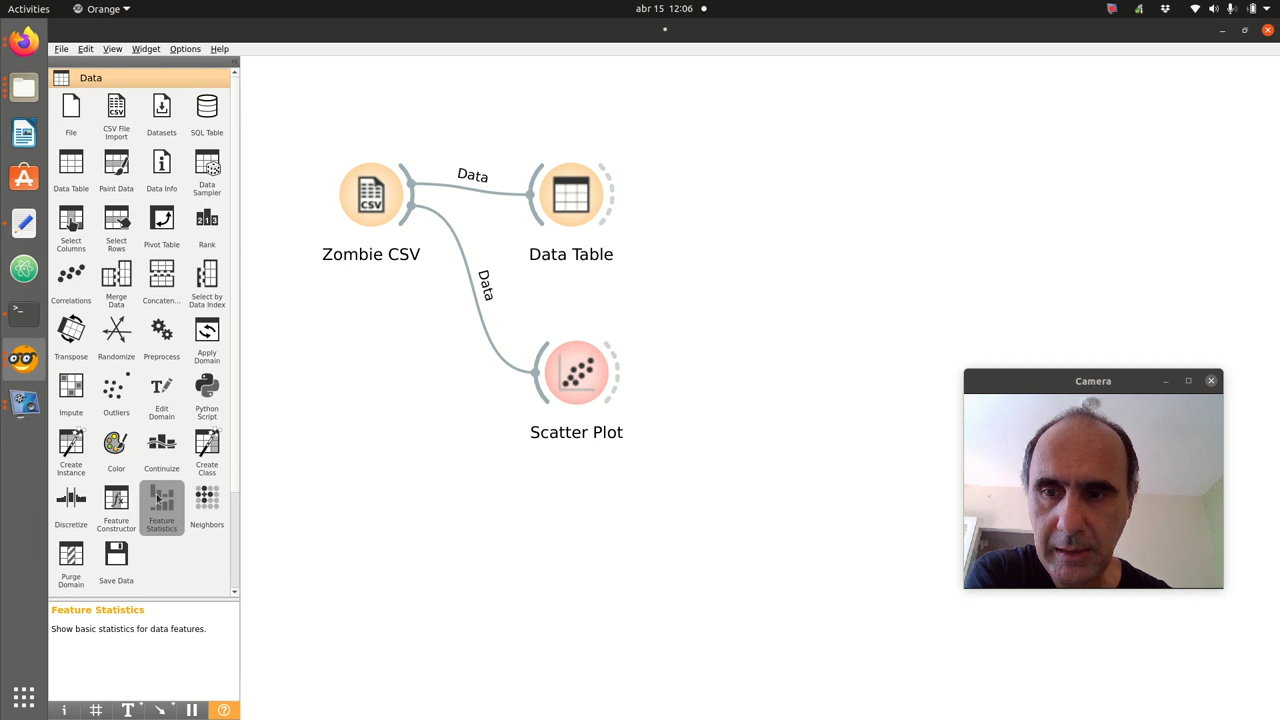 Activities
Orange
abr 15 12:06
*
File Edit View Widget Options Help
Data
File
CSV File Import
Datasets
SQL Table
Data Table
Paint Data
Data Info
Data Sampler
Select Columns
Select Rows
Pivot Table
Rank
Correlations
Merge Data
Concaten...
Select by Data Index
Transpose
Randomize
Preprocess
Apply Domain
Impute
Outliers
Edit Domain
Python Script
Create Instance
Color
Continuize
Create Class
Discretize
Feature Constructor
Feature Statistics
Neighbors
Purge Domain
Save Data
Feature Statistics
Show basic statistics for data features.
Data
Zombie CSV
Data Table
Data
Scatter Plot
Camera